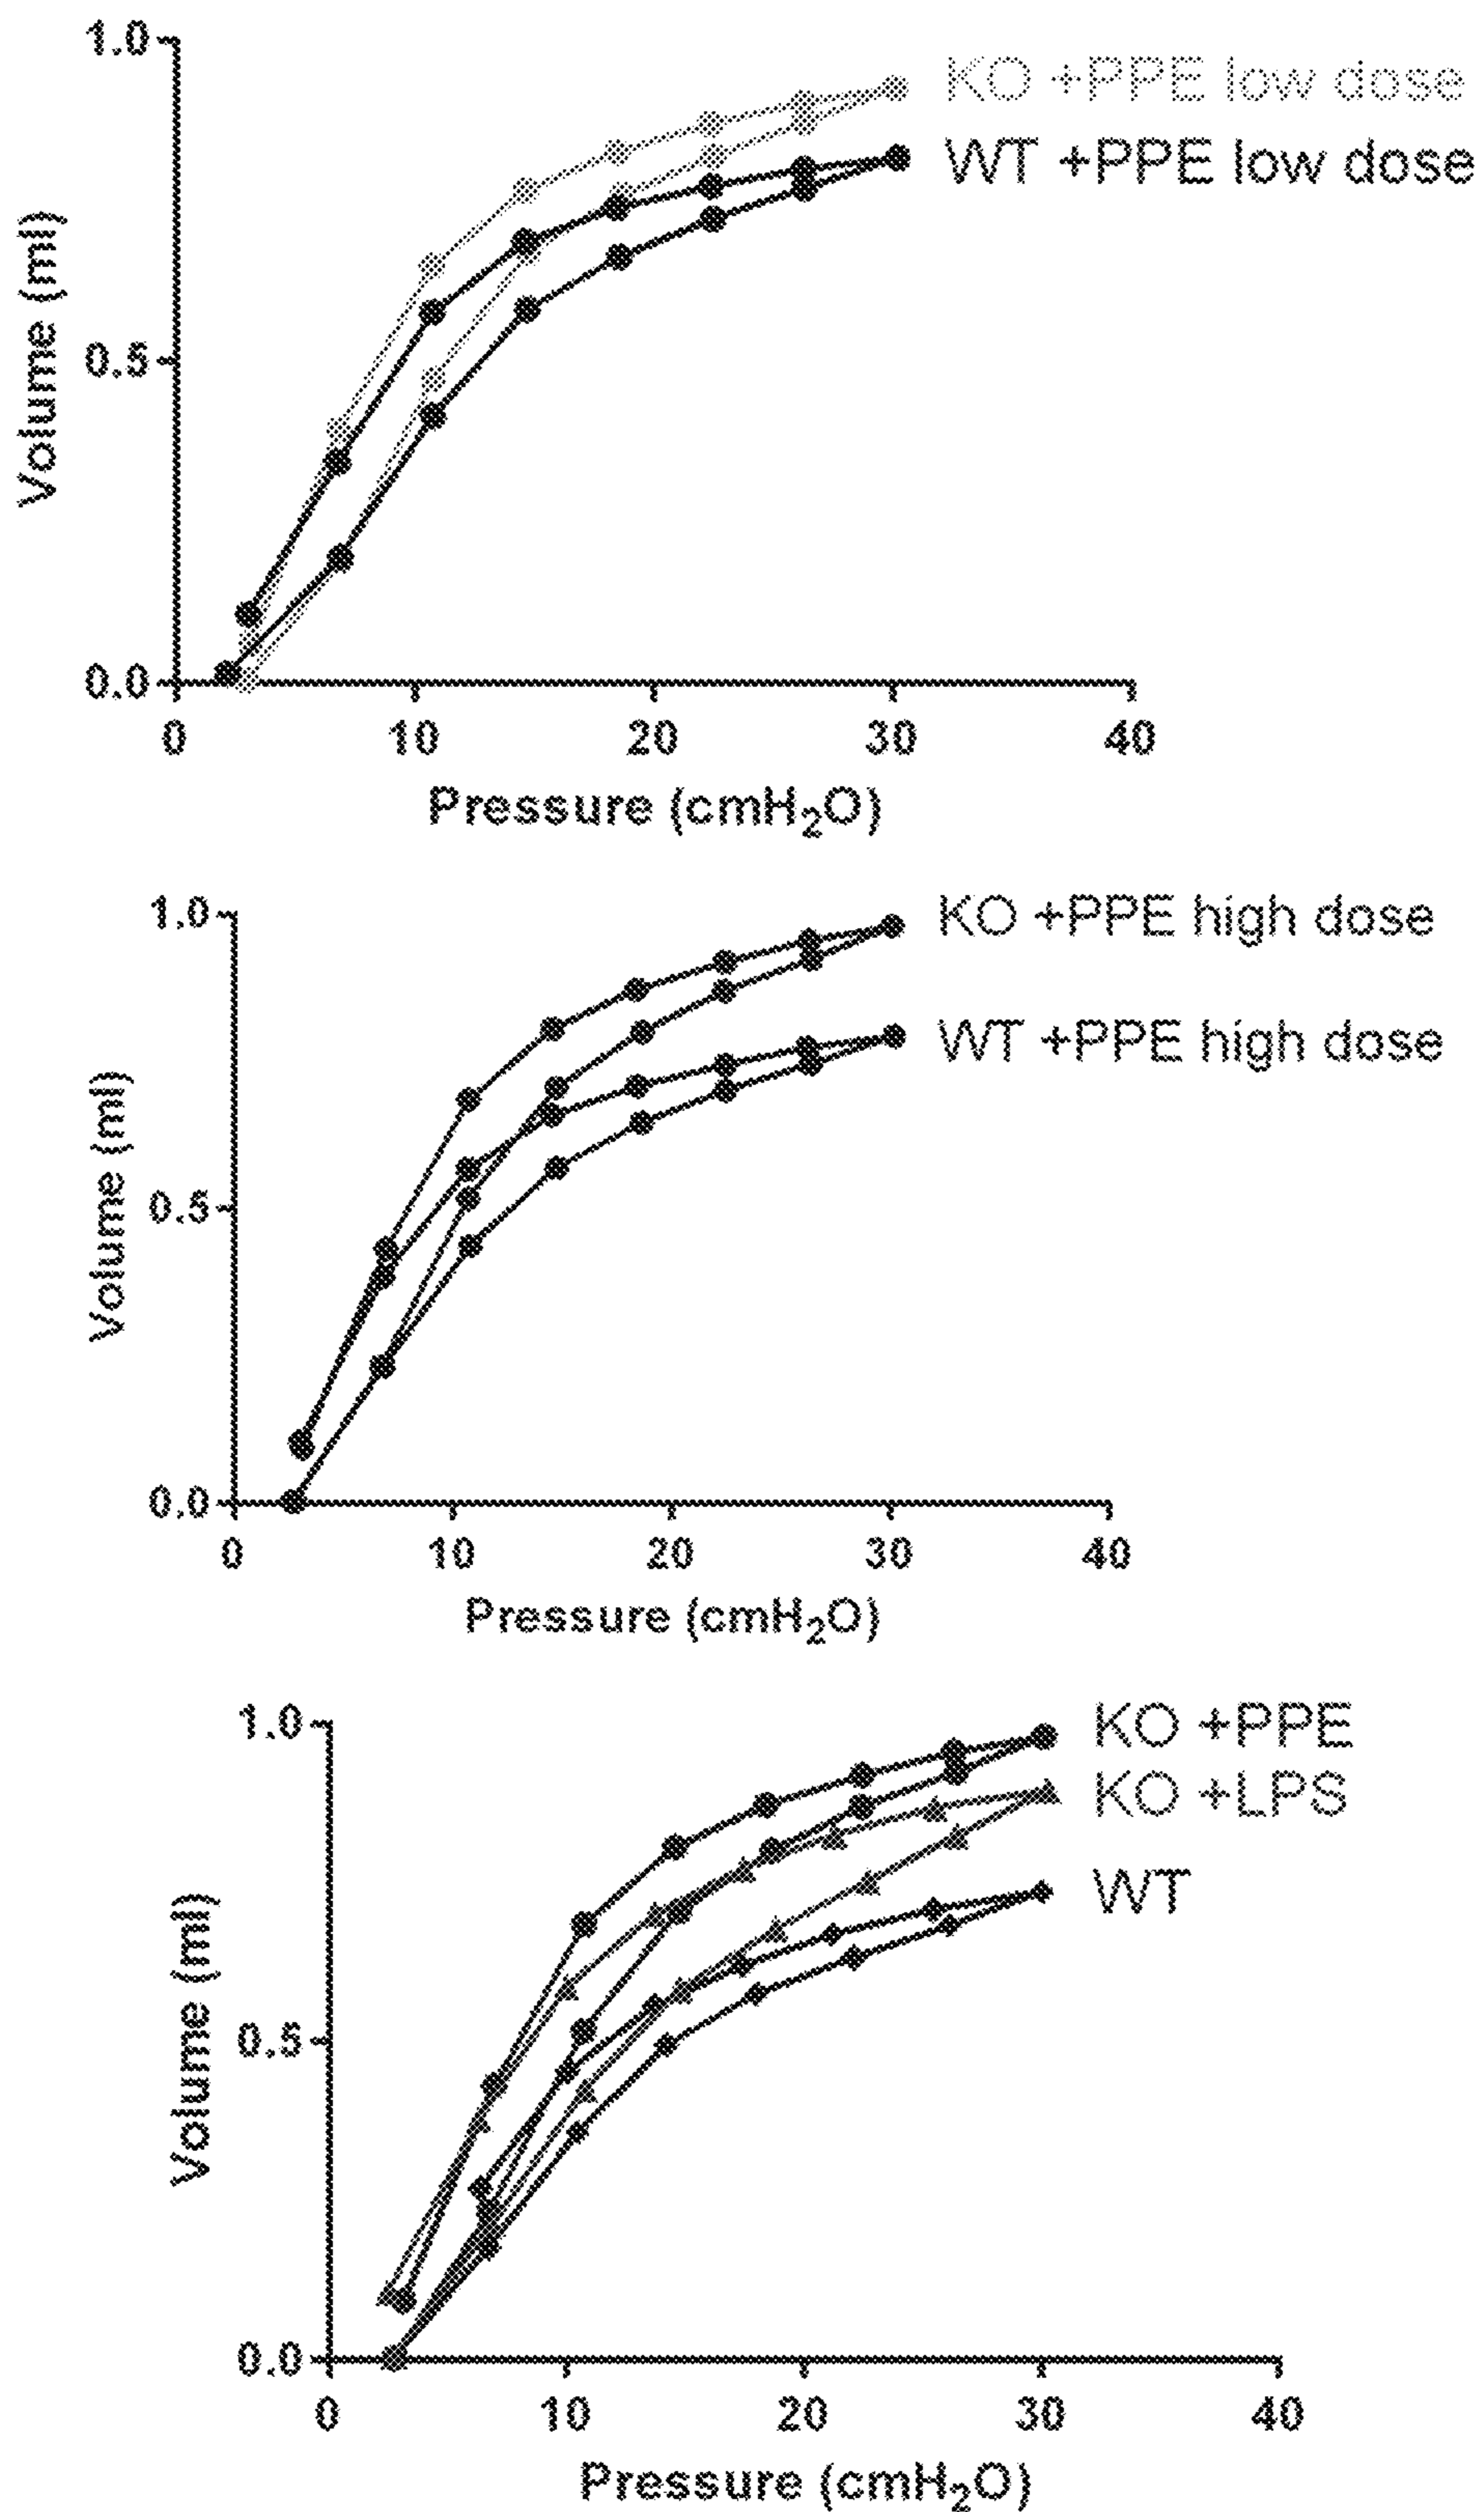 1.0
KO +PPE low dose
WT +PPE low dose
Volume (ml)
0.5
0.0
0 10 20 30 40
Pressure (cmH₂O)
1.0
KO +PPE high dose
WT +PPE high dose
Volume (ml)
0.5
0.0
0 10 20 30 40
Pressure (cmH₂O)
1.0
KO +PPE
KO +LPS
WT
Volume (ml)
0.5
0.0
0 10 20 30 40
Pressure (cmH₂O)